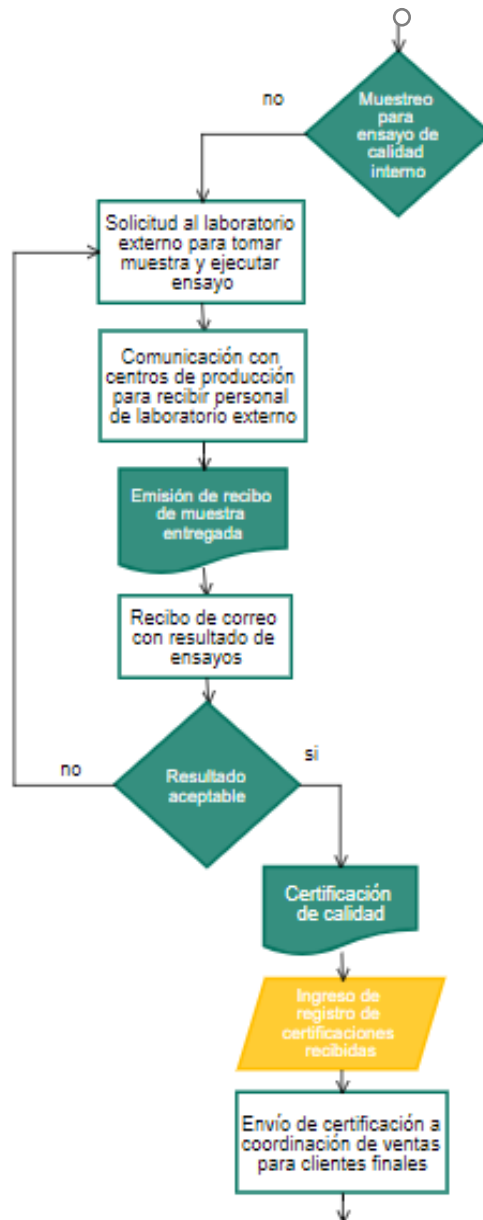 Muestreo
para
ensayo de
calidad
interno
no
Solicitud al laboratorio
externo para tomar
muestra y ejecutar
ensayo
Comunicación con
centros de producción
para recibir personal
de laboratorio externo
Emisión de recibo
de muestra
entregada
Recibo de correo
con resultado de
ensayos
Resultado
aceptable
no
si
Certificación
de calidad
Ingreso de
registro de
certificaciones
recibidas
Envío de certificación a
coordinación de ventas
para clientes finales